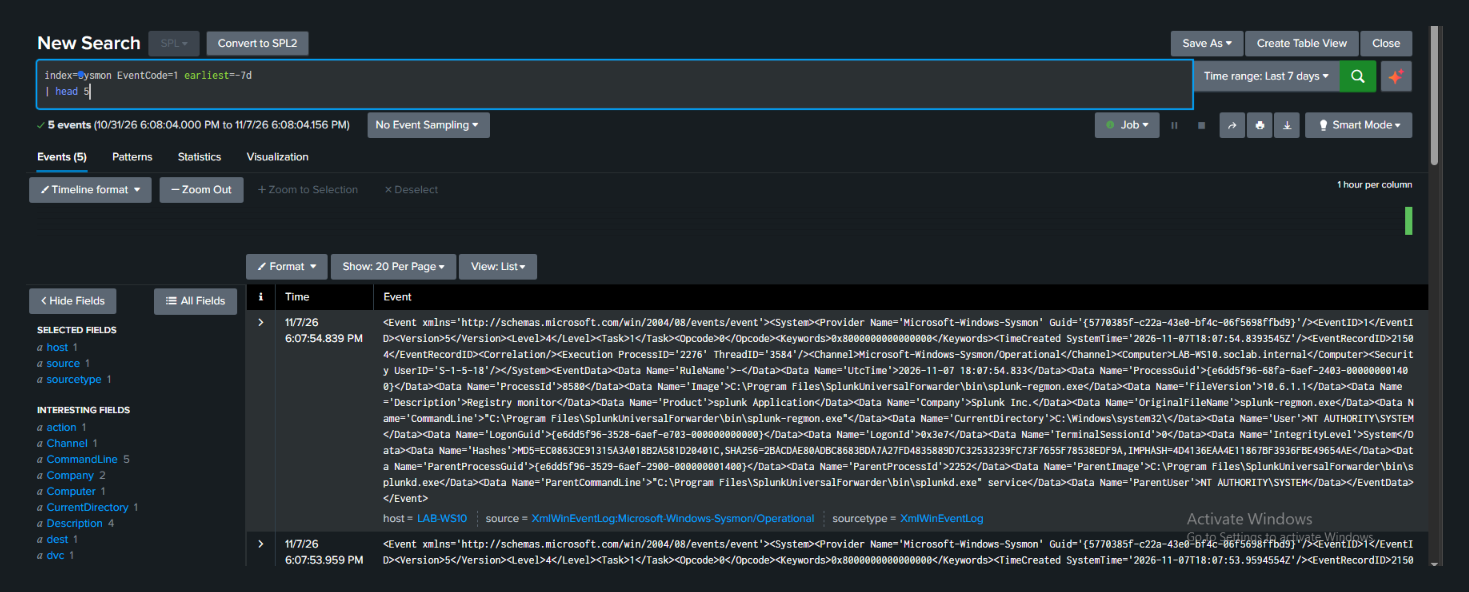 New Search
SPL
Convert to SPL2
Save As
Create Table View
Close
index=sysmon EventCode=1 earliest=-7d
| head 5
Time range: Last 7 days
5 events (10/31/26 6:08:04.000 PM to 11/7/26 6:08:04.156 PM)
No Event Sampling
Job
Smart Mode
Events (5)
Patterns
Statistics
Visualization
Timeline format
— Zoom Out
+ Zoom to Selection
× Deselect
1 hour per column
Format
Show: 20 Per Page
View: List
< Hide Fields
All Fields
i
Time
Event
SELECTED FIELDS
a host 1
a source 1
a sourcetype 1
INTERESTING FIELDS
a action 1
a Channel 1
a CommandLine 5
a Company 2
a Computer 1
a CurrentDirectory 1
a Description 4
a dest 1
a dvc 1
11/7/26
6:07:54.839 PM
<Event xmlns='http://schemas.microsoft.com/win/2004/08/events/event'><System><Provider Name='Microsoft-Windows-Sysmon' Guid='{5770385f-c22a-43e0-bf4c-06f5698ffbd9}'/><EventID>1</EventI
D><Version>5</Version><Level>4</Level><Task>1</Task><Opcode>0</Opcode><Keywords>0x8000000000000000</Keywords><TimeCreated SystemTime='2026-11-07T18:07:54.8393545Z'/><EventRecordID>2150
4</EventRecordID><Correlation/><Execution ProcessID='2276' ThreadID='3584'/><Channel>Microsoft-Windows-Sysmon/Operational</Channel><Computer>LAB-WS10.soclab.internal</Computer><Securit
y UserID='S-1-5-18'/></System><EventData><Data Name='RuleName'>-</Data><Data Name='UtcTime'>2026-11-07 18:07:54.833</Data><Data Name='ProcessGuid'>{e6dd5f96-68fa-6aef-2403-00000000140
0}</Data><Data Name='ProcessId'>8580</Data><Data Name='Image'>C:\Program Files\SplunkUniversalForwarder\bin\splunk-regmon.exe</Data><Data Name='FileVersion'>10.6.1.1</Data><Data Name
='Description'>Registry monitor</Data><Data Name='Product'>splunk Application</Data><Data Name='Company'>Splunk Inc.</Data><Data Name='OriginalFileName'>splunk-regmon.exe</Data><Data N
ame='CommandLine'>"C:\Program Files\SplunkUniversalForwarder\bin\splunk-regmon.exe"</Data><Data Name='CurrentDirectory'>C:\Windows\system32\</Data><Data Name='User'>NT AUTHORITY\SYSTEM
</Data><Data Name='LogonGuid'>{e6dd5f96-3528-6aef-e703-000000000000}</Data><Data Name='LogonId'>0x3e7</Data><Data Name='TerminalSessionId'>0</Data><Data Name='IntegrityLevel'>System</D
ata><Data Name='Hashes'>MD5=EC0863CE91315A3A018B2A581D20401C,SHA256=2BACDAE80ADBC8683BDA7A27FD4835889D7C32533239FC73F7655F78538EDF9A,IMPHASH=4D4136EAA4E11867BF3936FBE49654AE</Data><Dat
a Name='ParentProcessGuid'>{e6dd5f96-3529-6aef-2900-000000001400}</Data><Data Name='ParentProcessId'>2252</Data><Data Name='ParentImage'>C:\Program Files\SplunkUniversalForwarder\bin\s
plunkd.exe</Data><Data Name='ParentCommandLine'>"C:\Program Files\SplunkUniversalForwarder\bin\splunkd.exe" service</Data><Data Name='ParentUser'>NT AUTHORITY\SYSTEM</Data></EventData>
</Event>
host = LAB-WS10
source = XmlWinEventLog:Microsoft-Windows-Sysmon/Operational
sourcetype = XmlWinEventLog
Activate Windows
Go to Settings to activate Windows.
11/7/26
6:07:53.959 PM
<Event xmlns='http://schemas.microsoft.com/win/2004/08/events/event'><System><Provider Name='Microsoft-Windows-Sysmon' Guid='{5770385f-c22a-43e0-bf4c-06f5698ffbd9}'/><EventID>1</EventI
D><Version>5</Version><Level>4</Level><Task>1</Task><Opcode>0</Opcode><Keywords>0x8000000000000000</Keywords><TimeCreated SystemTime='2026-11-07T18:07:53.9594554Z'/><EventRecordID>2150